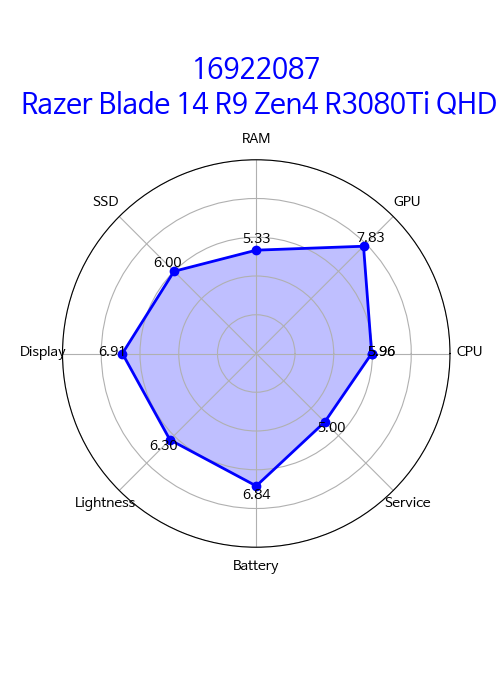 16922087
Razer Blade 14 R9 Zen4 R3080Ti QHD
RAM
SSD
GPU
7.83
5.33
6.00
Display
6.91
5.96
CPU
5.00
6.30
6.84
Lightness
Service
Battery